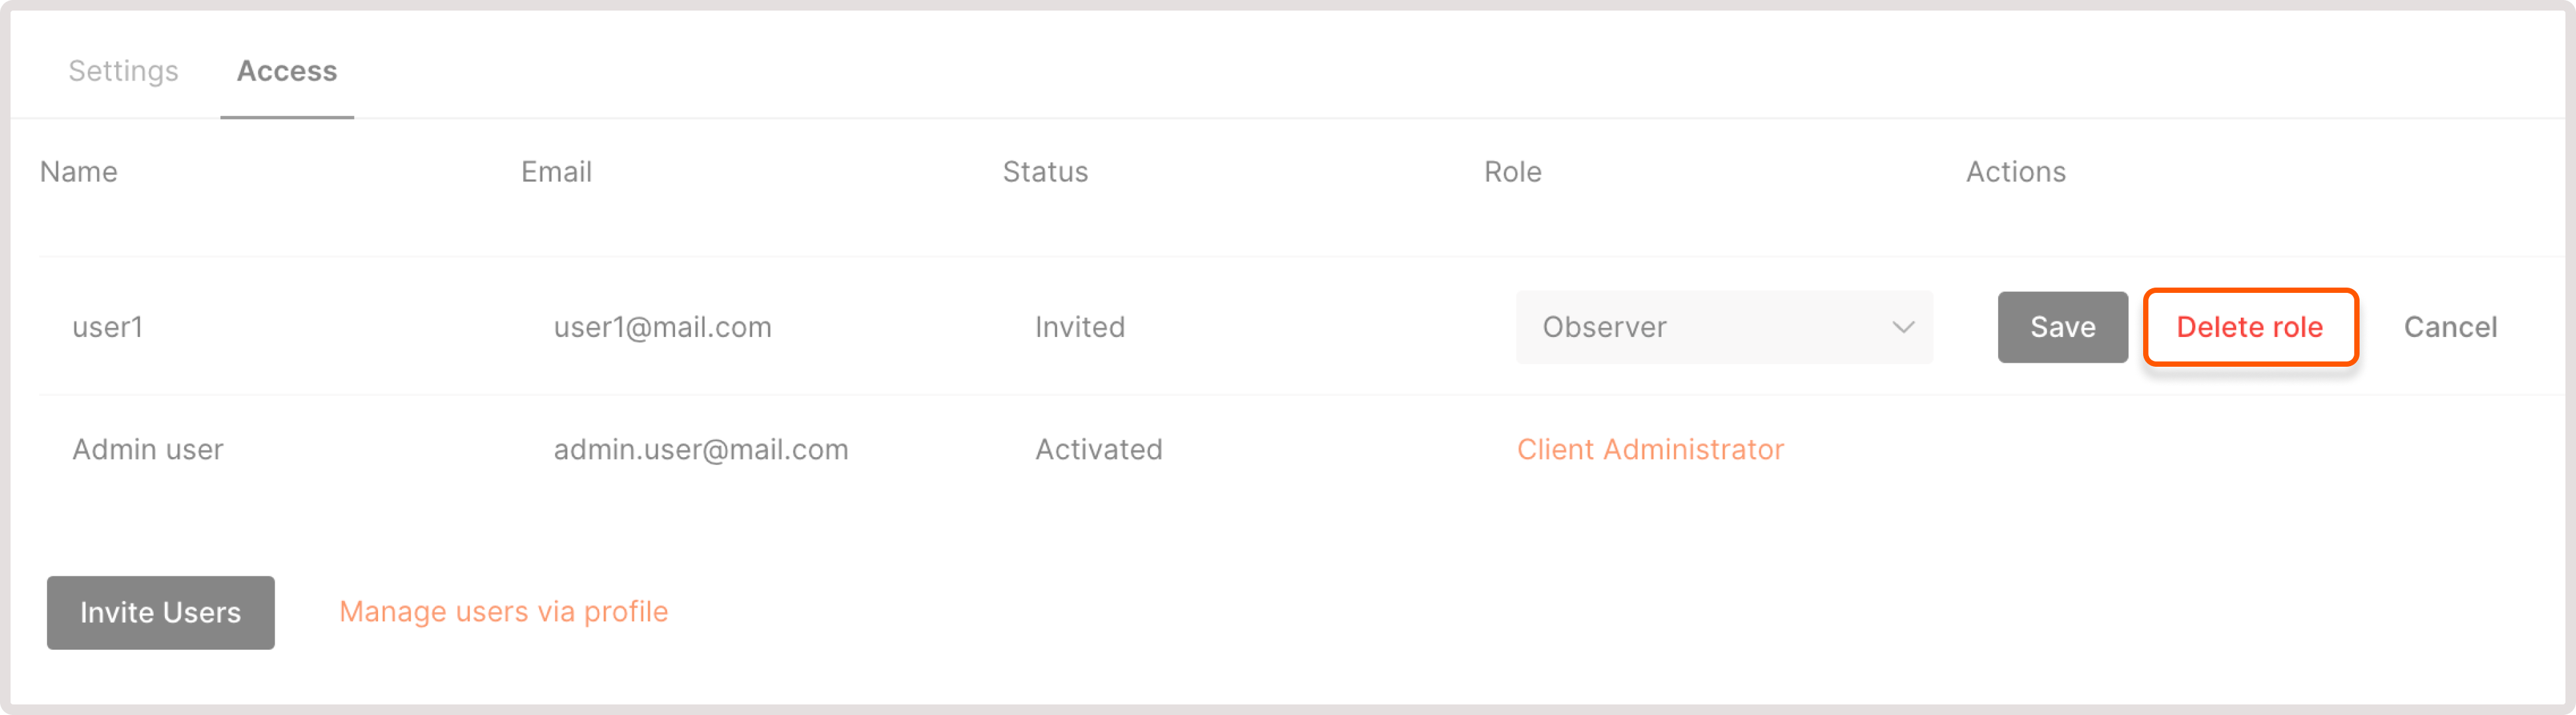 Settings Access
Name Email Status Role Actions
user1 user1@mail.com Invited Observer Save Delete role Cancel
Admin user admin.user@mail.com Activated Client Administrator
Invite Users Manage users via profile